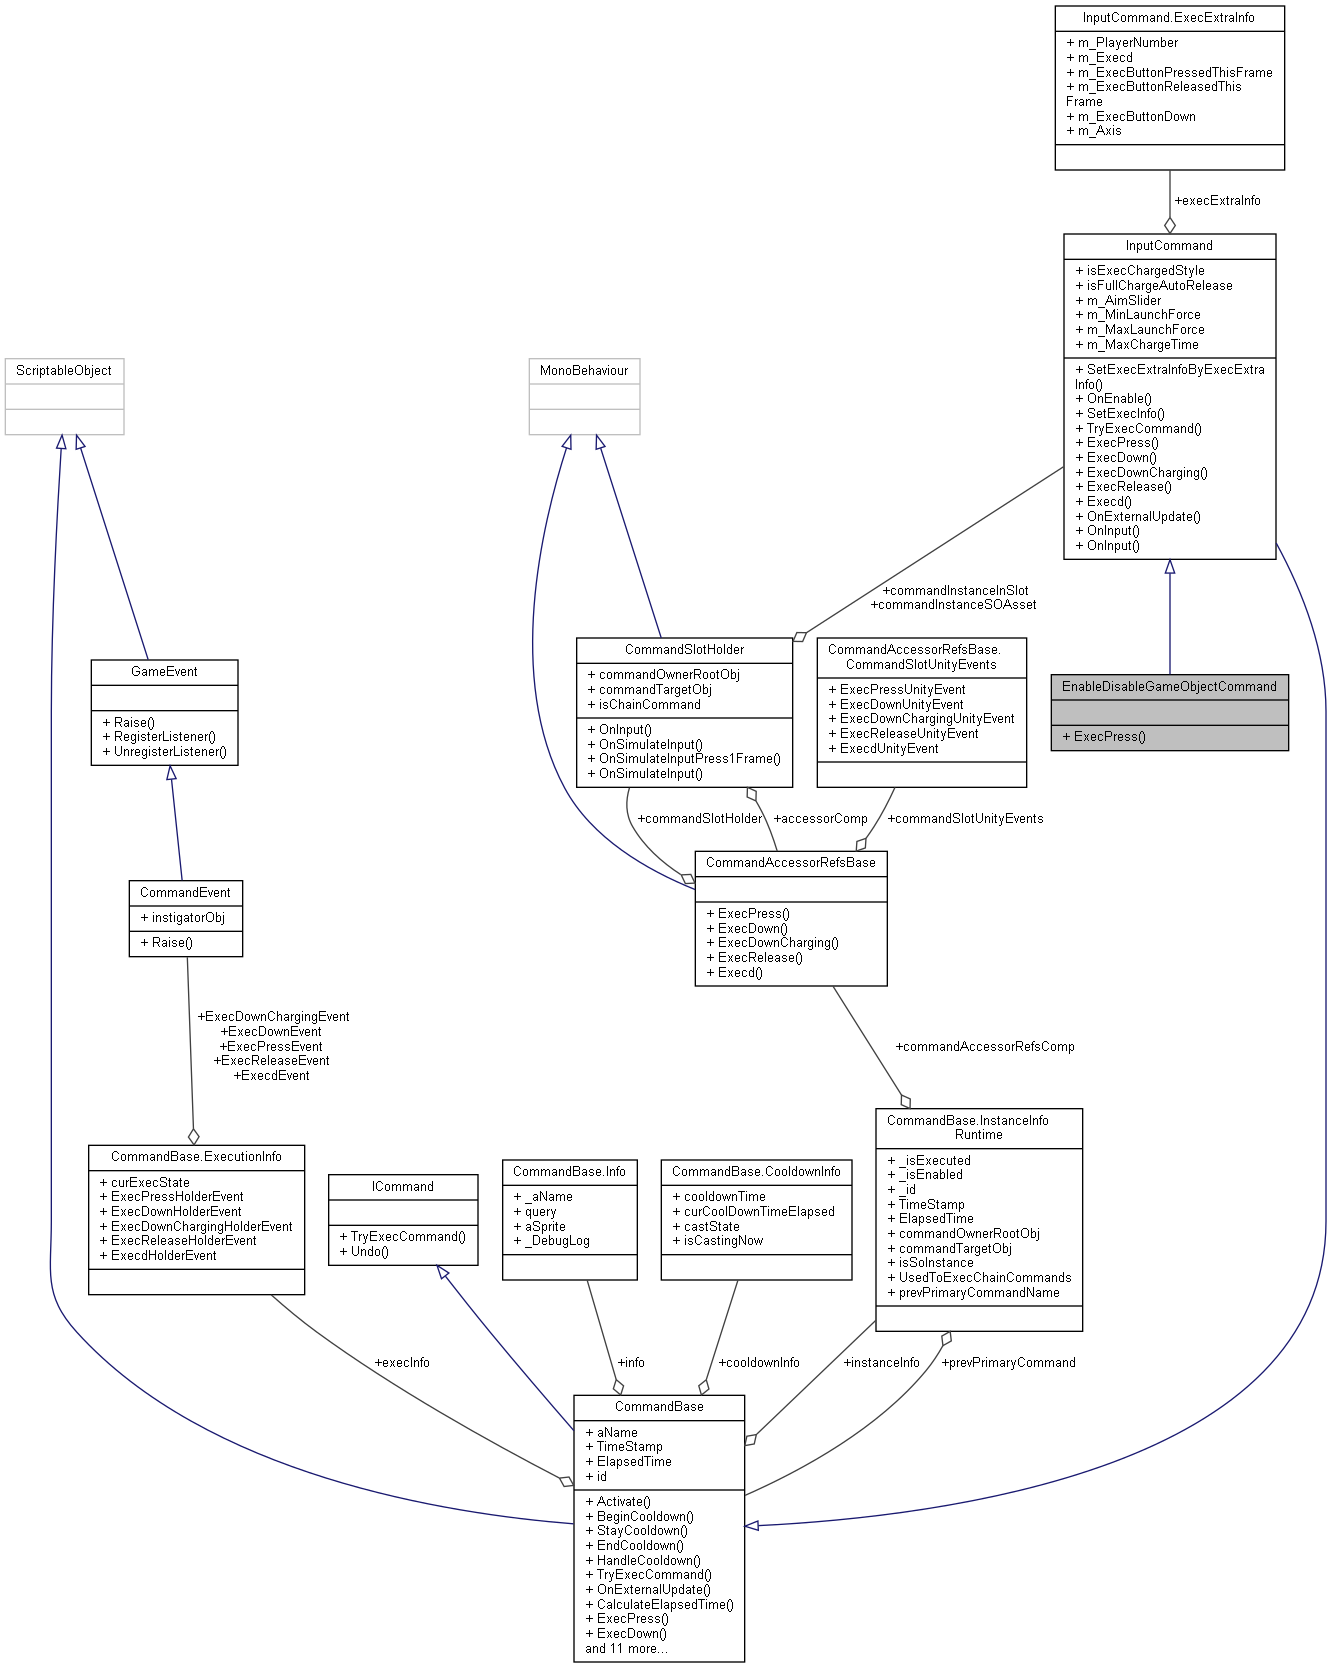 InputCommand.ExecExtraInfo
+ m_PlayerNumber
+ m_Execd
+ m_ExecButtonPressedThisFrame
+ m_ExecButtonReleasedThis
Frame
+ m_ExecButtonDown
+ m_Axis
+execExtraInfo
InputCommand
+ isExecChargedStyle
+ isFullChargeAutoRelease
+ m_AimSlider
+ m_MinLaunchForce
+ m_MaxLaunchForce
+ m_MaxChargeTime
+ SetExecExtraInfoByExecExtra
Info()
+ OnEnable()
+ SetExecInfo()
+ TryExecCommand()
+ ExecPress()
+ ExecDown()
+ ExecDownCharging()
+ ExecRelease()
+ Execd()
+ OnExternalUpdate()
+ OnInput()
+ OnInput()
ScriptableObject
MonoBehaviour
+commandInstanceInSlot
+commandInstanceSOAsset
CommandSlotHolder
+ commandOwnerRootObj
+ commandTargetObj
+ isChainCommand
+ OnInput()
+ OnSimulateInput()
+ OnSimulateInputPress1Frame()
+ OnSimulateInput()
CommandAccessorRefsBase.
CommandSlotUnityEvents
+ ExecPressUnityEvent
+ ExecDownUnityEvent
+ ExecDownChargingUnityEvent
+ ExecReleaseUnityEvent
+ ExecdUnityEvent
EnableDisableGameObjectCommand
+ ExecPress()
GameEvent
+ Raise()
+ RegisterListener()
+ UnregisterListener()
+commandSlotHolder
+accessorComp
+commandSlotUnityEvents
CommandAccessorRefsBase
+ ExecPress()
+ ExecDown()
+ ExecDownCharging()
+ ExecRelease()
+ Execd()
CommandEvent
+ instigatorObj
+ Raise()
+ExecDownChargingEvent
+ExecDownEvent
+ExecPressEvent
+ExecReleaseEvent
+ExecdEvent
+commandAccessorRefsComp
CommandBase.ExecutionInfo
+ curExecState
+ ExecPressHolderEvent
+ ExecDownHolderEvent
+ ExecDownChargingHolderEvent
+ ExecReleaseHolderEvent
+ ExecdHolderEvent
ICommand
+ TryExecCommand()
+ Undo()
CommandBase.Info
+ _aName
+ query
+ aSprite
+ _DebugLog
CommandBase.CooldownInfo
+ cooldownTime
+ curCoolDownTimeElapsed
+ castState
+ isCastingNow
CommandBase.InstanceInfo
Runtime
+ _isExecuted
+ _isEnabled
+ _id
+ TimeStamp
+ ElapsedTime
+ commandOwnerRootObj
+ commandTargetObj
+ isSoInstance
+ UsedToExecChainCommands
+ prevPrimaryCommandName
+execInfo
+info
+cooldownInfo
+instanceInfo
+prevPrimaryCommand
CommandBase
+ aName
+ TimeStamp
+ ElapsedTime
+ id
+ Activate()
+ BeginCooldown()
+ StayCooldown()
+ EndCooldown()
+ HandleCooldown()
+ TryExecCommand()
+ OnExternalUpdate()
+ CalculateElapsedTime()
+ ExecPress()
+ ExecDown()
and 11 more...